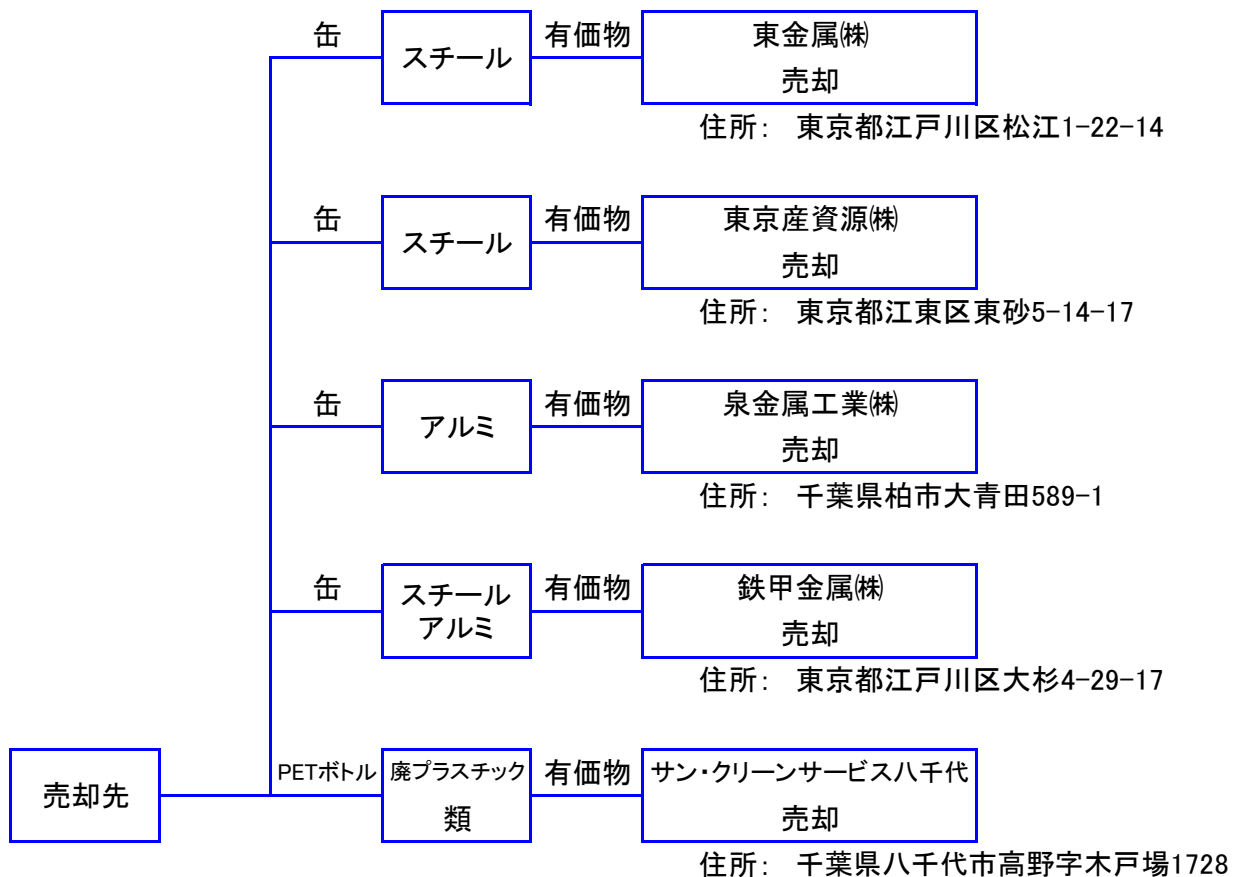 缶 スチール 有価物 東金属㈱
売却
住所： 東京都江戸川区松江1-22-14
缶 スチール 有価物 東京産資源㈱
売却
住所： 東京都江東区東砂5-14-17
缶 アルミ 有価物 泉金属工業㈱
売却
住所： 千葉県柏市大青田589-1
缶 スチール 有価物 鉄甲金属㈱
アルミ 売却
住所： 東京都江戸川区大杉4-29-17
売却先 PETボトル 廃プラスチック 有価物 サン・クリーンサービス八千代
類 売却
住所： 千葉県八千代市高野字木戸場1728